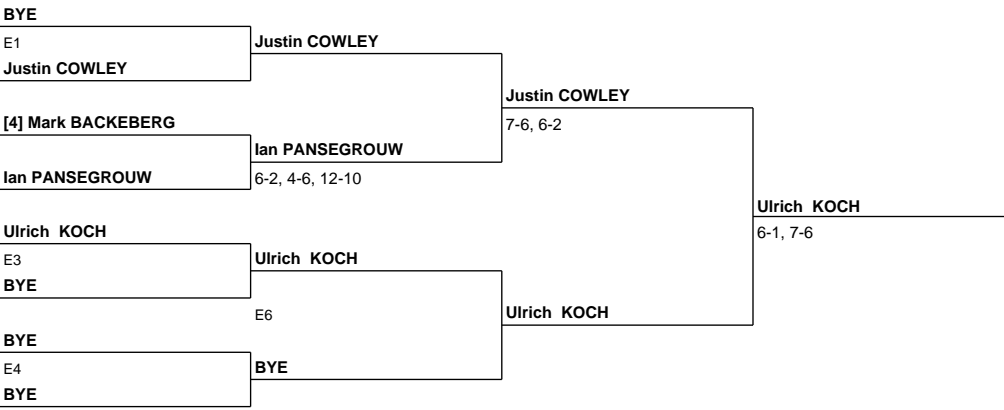 BYE
E1
Justin COWLEY
Justin COWLEY
Justin COWLEY
[4] Mark BACKEBERG
7-6, 6-2
Ian PANSEGROUW
Ian PANSEGROUW
6-2, 4-6, 12-10
Ulrich KOCH
Ulrich KOCH
6-1, 7-6
E3
Ulrich KOCH
BYE
E6
Ulrich KOCH
BYE
E4
BYE
BYE